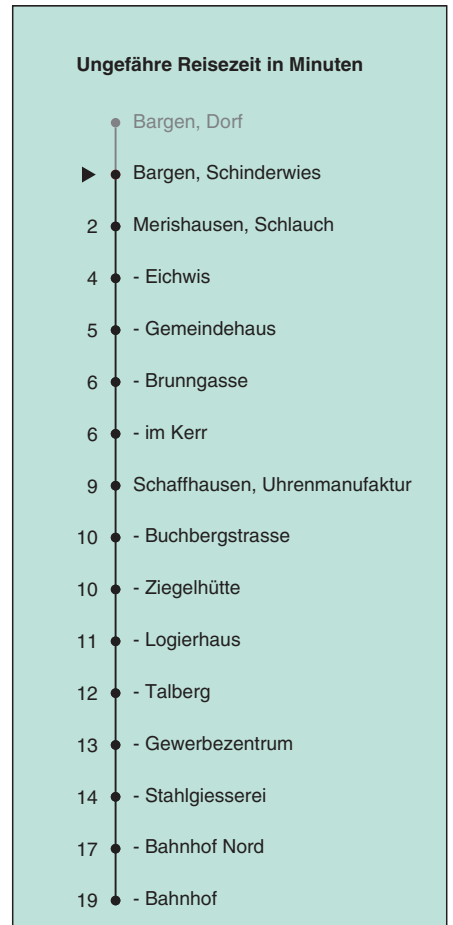 Ungefähre Reisezeit in Minuten
Bargen, Dorf
Bargen, Schinderwies
2 Merishausen, Schlauch
4 - Eichwis
5 - Gemeindehaus
6 - Brunngasse
6 - im Kerr
9 Schaffhausen, Uhrenmanufaktur
10 - Buchbergstrasse
10 - Ziegelhütte
11 - Logierhaus
12 - Talberg
13 - Gewerbezentrum
14 - Stahlgiesserei
17 - Bahnhof Nord
19 - Bahnhof